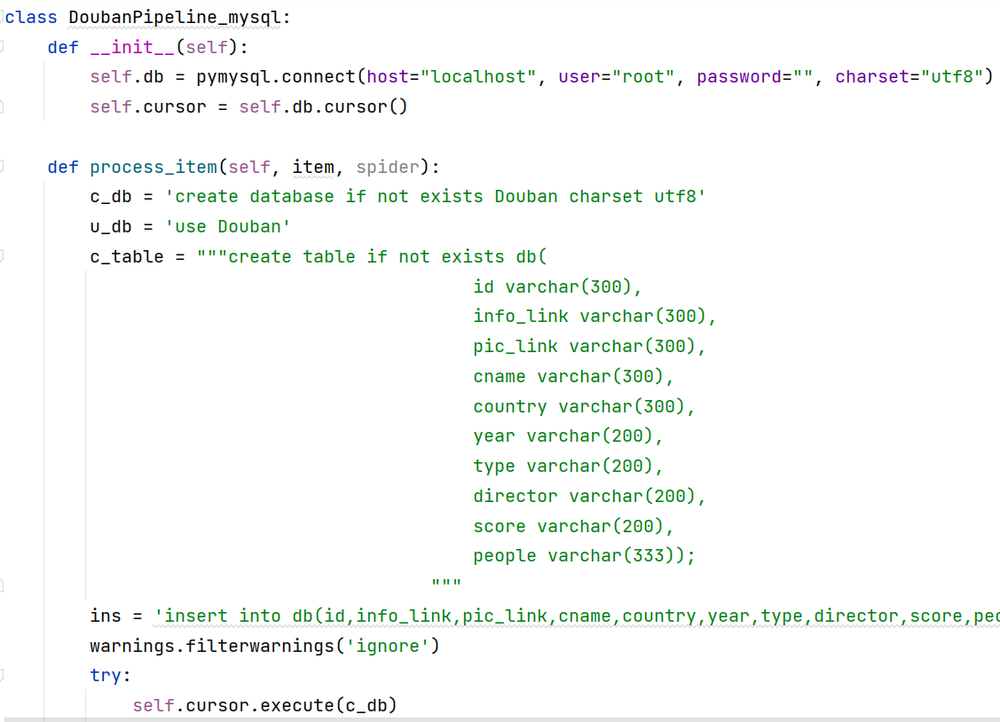 class DoubanPipeline_mysql:
    def __init__(self):
        self.db = pymysql.connect(host="localhost", user="root", password="", charset="utf8")
        self.cursor = self.db.cursor()
    def process_item(self, item, spider):
        c_db = 'create database if not exists Douban charset utf8'
        u_db = 'use Douban'
        c_table = """create table if not exists db(
                                    id varchar(300),
                                    info_link varchar(300),
                                    pic_link varchar(300),
                                    cname varchar(300),
                                    country varchar(300),
                                    year varchar(200),
                                    type varchar(200),
                                    director varchar(200),
                                    score varchar(200),
                                    people varchar(333));
                                """
        ins = 'insert into db(id,info_link,pic_link,cname,country,year,type,director,score,
        warnings.filterwarnings('ignore')
        try:
            self.cursor.execute(c_db)